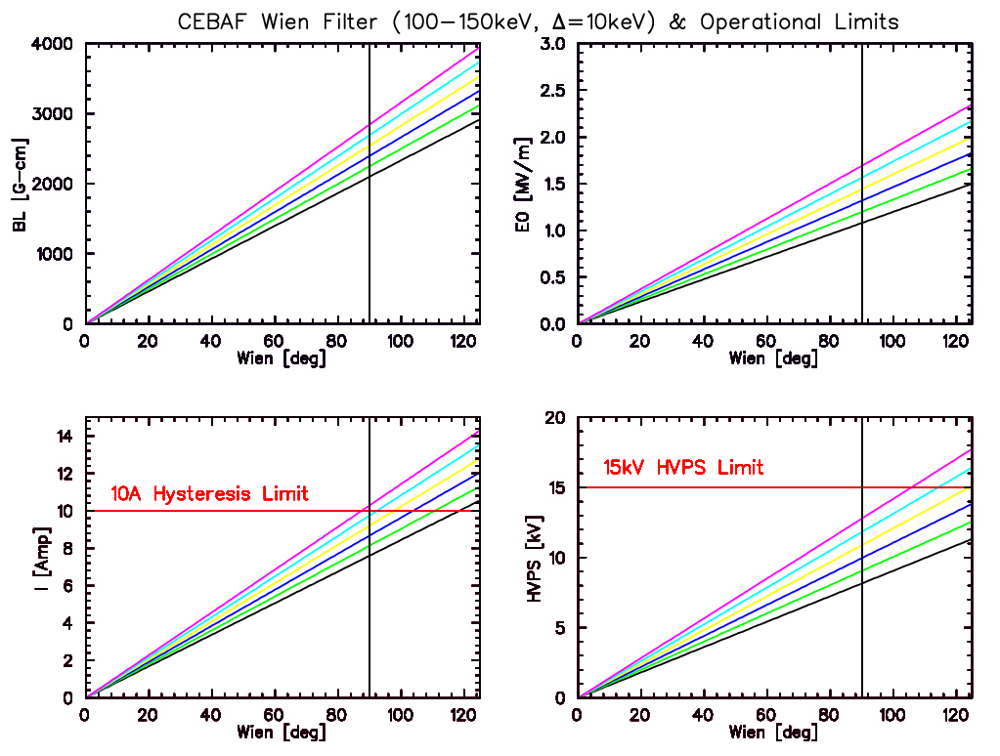 CEBAF Wien Filter (100-150keV, Δ=10keV) & Operational Limits
BL [G-cm]
4000
3000
2000
1000
0
0 20 40 60 80 100 120
Wien [deg]
E0 [MV/m]
3.0
2.5
2.0
1.5
1.0
0.5
0.0
0 20 40 60 80 100 120
Wien [deg]
I [Amp]
14
12
10
8
6
4
2
0
10A Hysteresis Limit
0 20 40 60 80 100 120
Wien [deg]
HVPS [kV]
20
15
10
5
0
15kV HVPS Limit
0 20 40 60 80 100 120
Wien [deg]